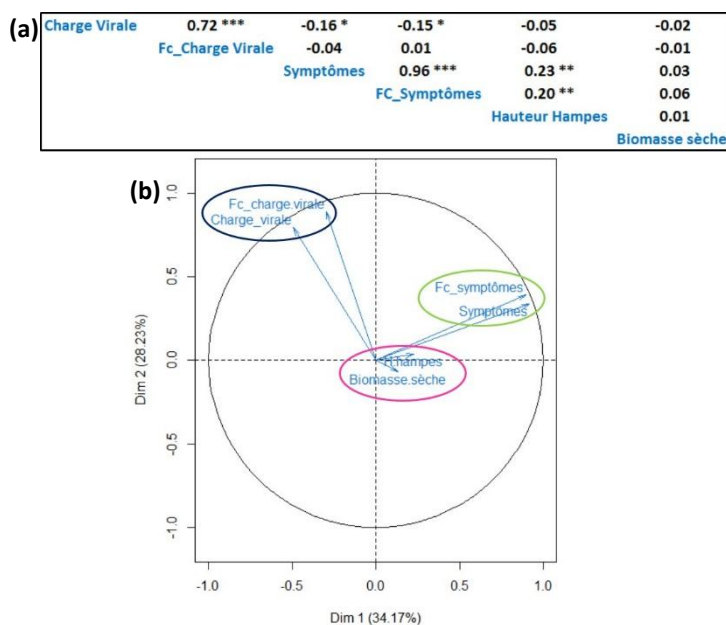 (a)
Charge Virale 0.72 *** -0.16 * -0.15 * -0.05 -0.02
Fc_Charge Virale -0.04 0.01 -0.06 -0.01
Symptômes 0.96 *** 0.23 ** 0.03
FC_Symptômes 0.20 ** 0.06
Hauteur Hampes 0.01
Biomasse sèche
(b)
1.0
Fc_charge.virale
Charge_virale
0.5
Fc_symptômes
Symptômes
0.0
hampes
Biomasse.sèche
-0.5
-1.0
Dim 2 (28.23%)
-1.0 -0.5 0.0 0.5 1.0
Dim 1 (34.17%)